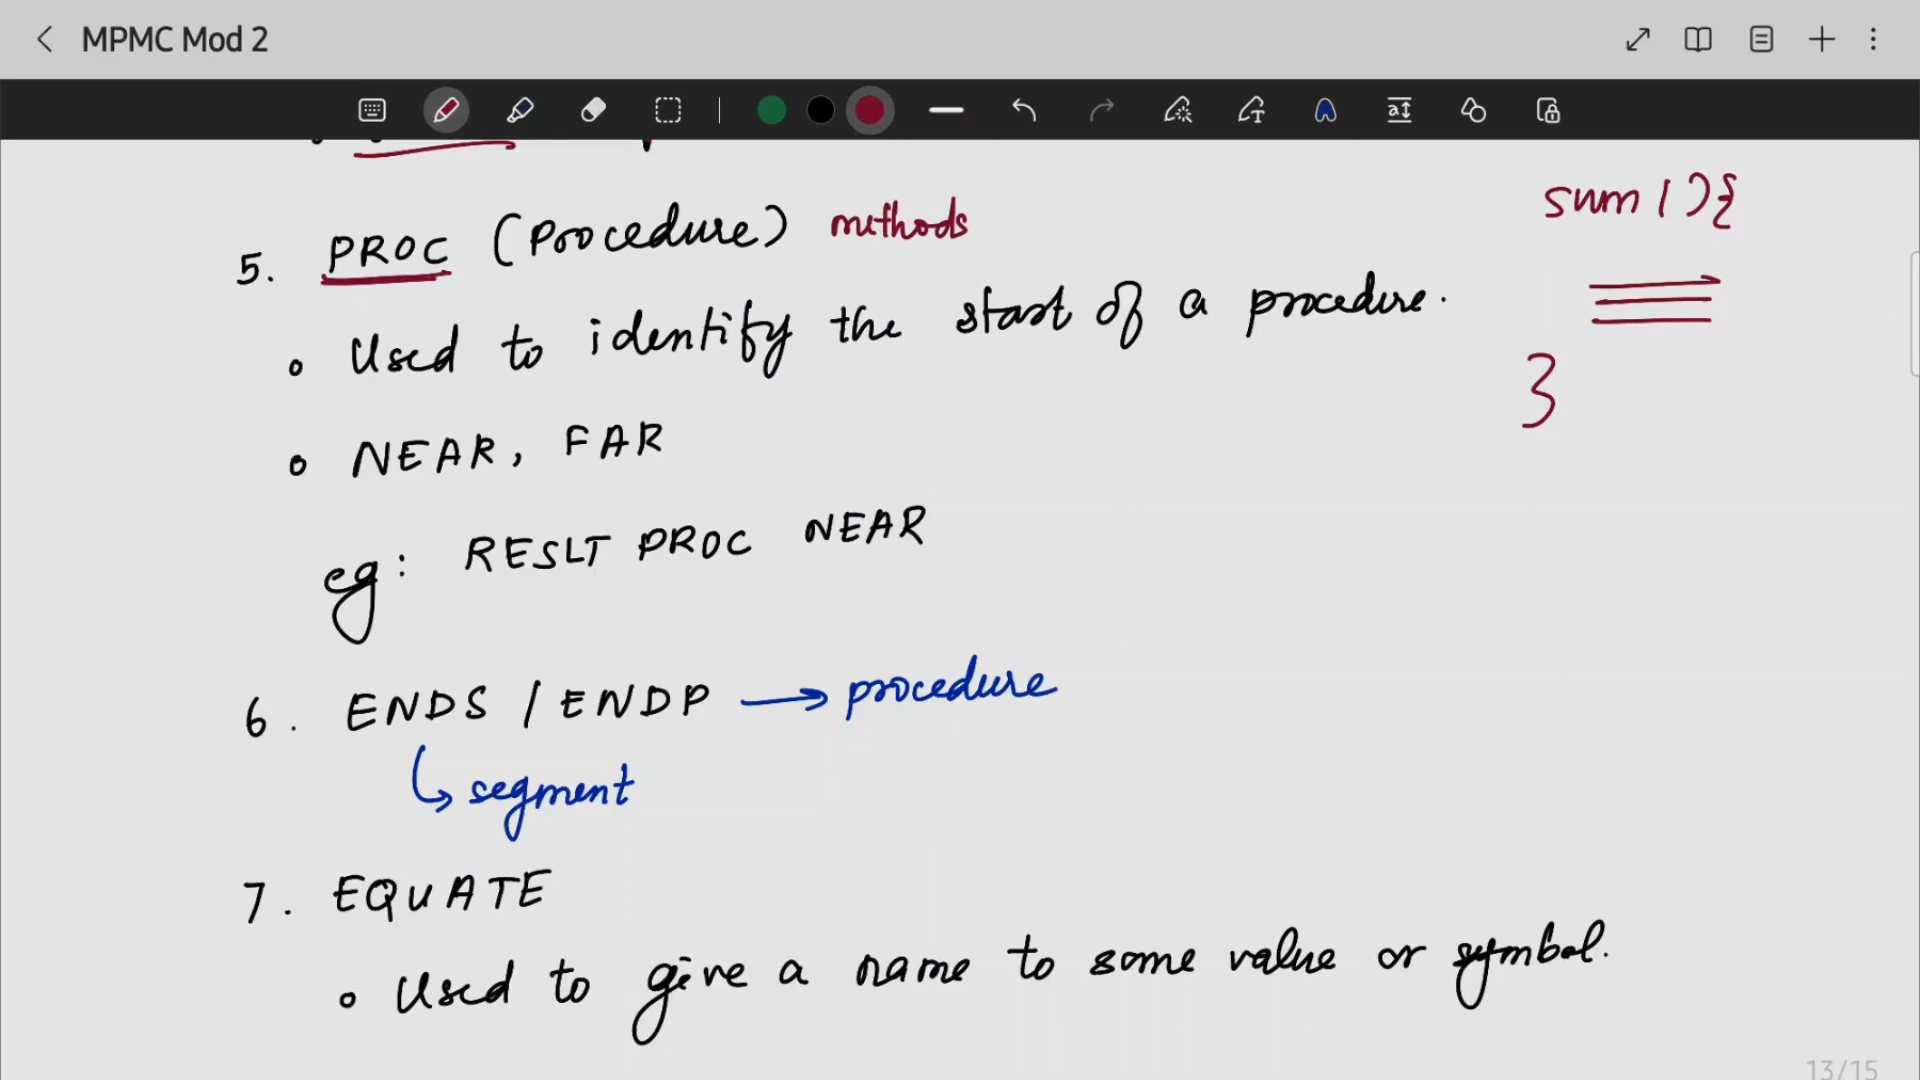 MPMC Mod 2
5. PROC (Procedure) methods
sum ( ) {
• Used to identify the start of a procedure.
}
• NEAR, FAR
eg: RESLT PROC NEAR
6. ENDS / ENDP → procedure
↳ segment
7. EQUATE
• Used to give a name to some value or symbol.
13/15